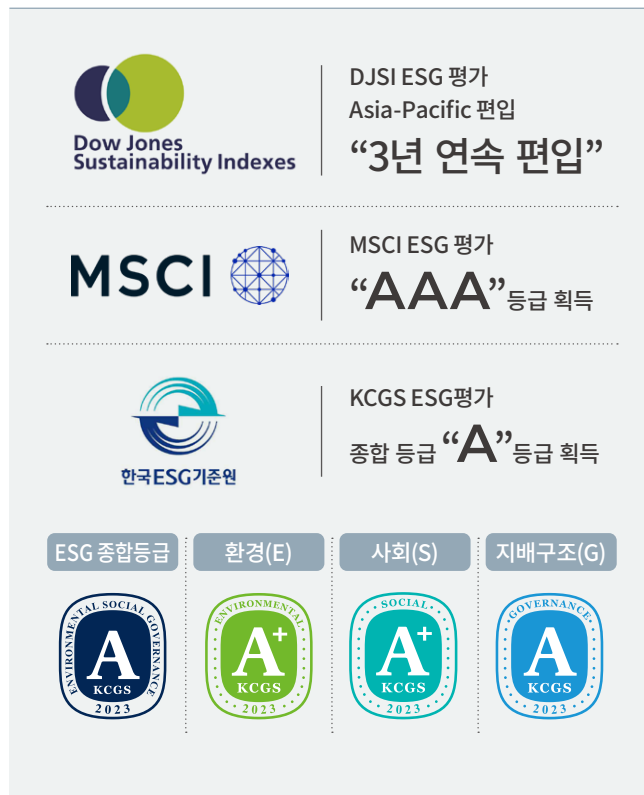 Dow Jones
Sustainability Indexes
DJSI ESG 평가
Asia-Pacific 편입
“3년 연속 편입”
MSCI
MSCI ESG 평가
“AAA”등급 획득
한국ESG기준원
KCGS ESG평가
종합 등급 “A”등급 획득
ESG 종합등급
환경(E)
사회(S)
지배구조(G)
ENVIRONMENTAL SOCIAL GOVERNANCE
A
KCGS
2023
ENVIRONMENTAL
A+
KCGS
2023
SOCIAL
A+
KCGS
2023
GOVERNANCE
A
KCGS
2023